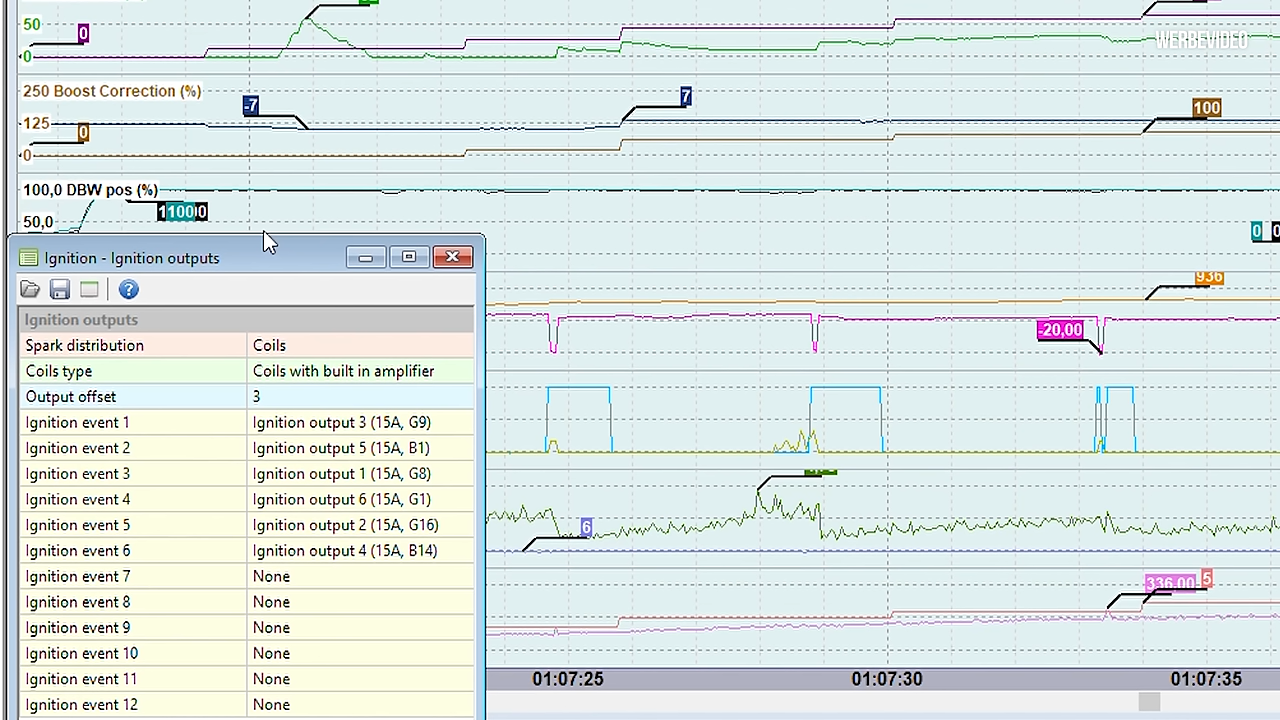 50
0
0
WERBEVIDEO
250 Boost Correction (%)
-7
7
100
125
0
0
100,0 DBW pos (%)
50,0
0
936
-20,00
6
336,00
5
Ignition - Ignition outputs
Ignition outputs
Spark distribution Coils
Coils type Coils with built in amplifier
Output offset 3
Ignition event 1 Ignition output 3 (15A, G9)
Ignition event 2 Ignition output 5 (15A, B1)
Ignition event 3 Ignition output 1 (15A, G8)
Ignition event 4 Ignition output 6 (15A, G1)
Ignition event 5 Ignition output 2 (15A, G16)
Ignition event 6 Ignition output 4 (15A, B14)
Ignition event 7 None
Ignition event 8 None
Ignition event 9 None
Ignition event 10 None
Ignition event 11 None
Ignition event 12 None
01:07:25 01:07:30 01:07:35